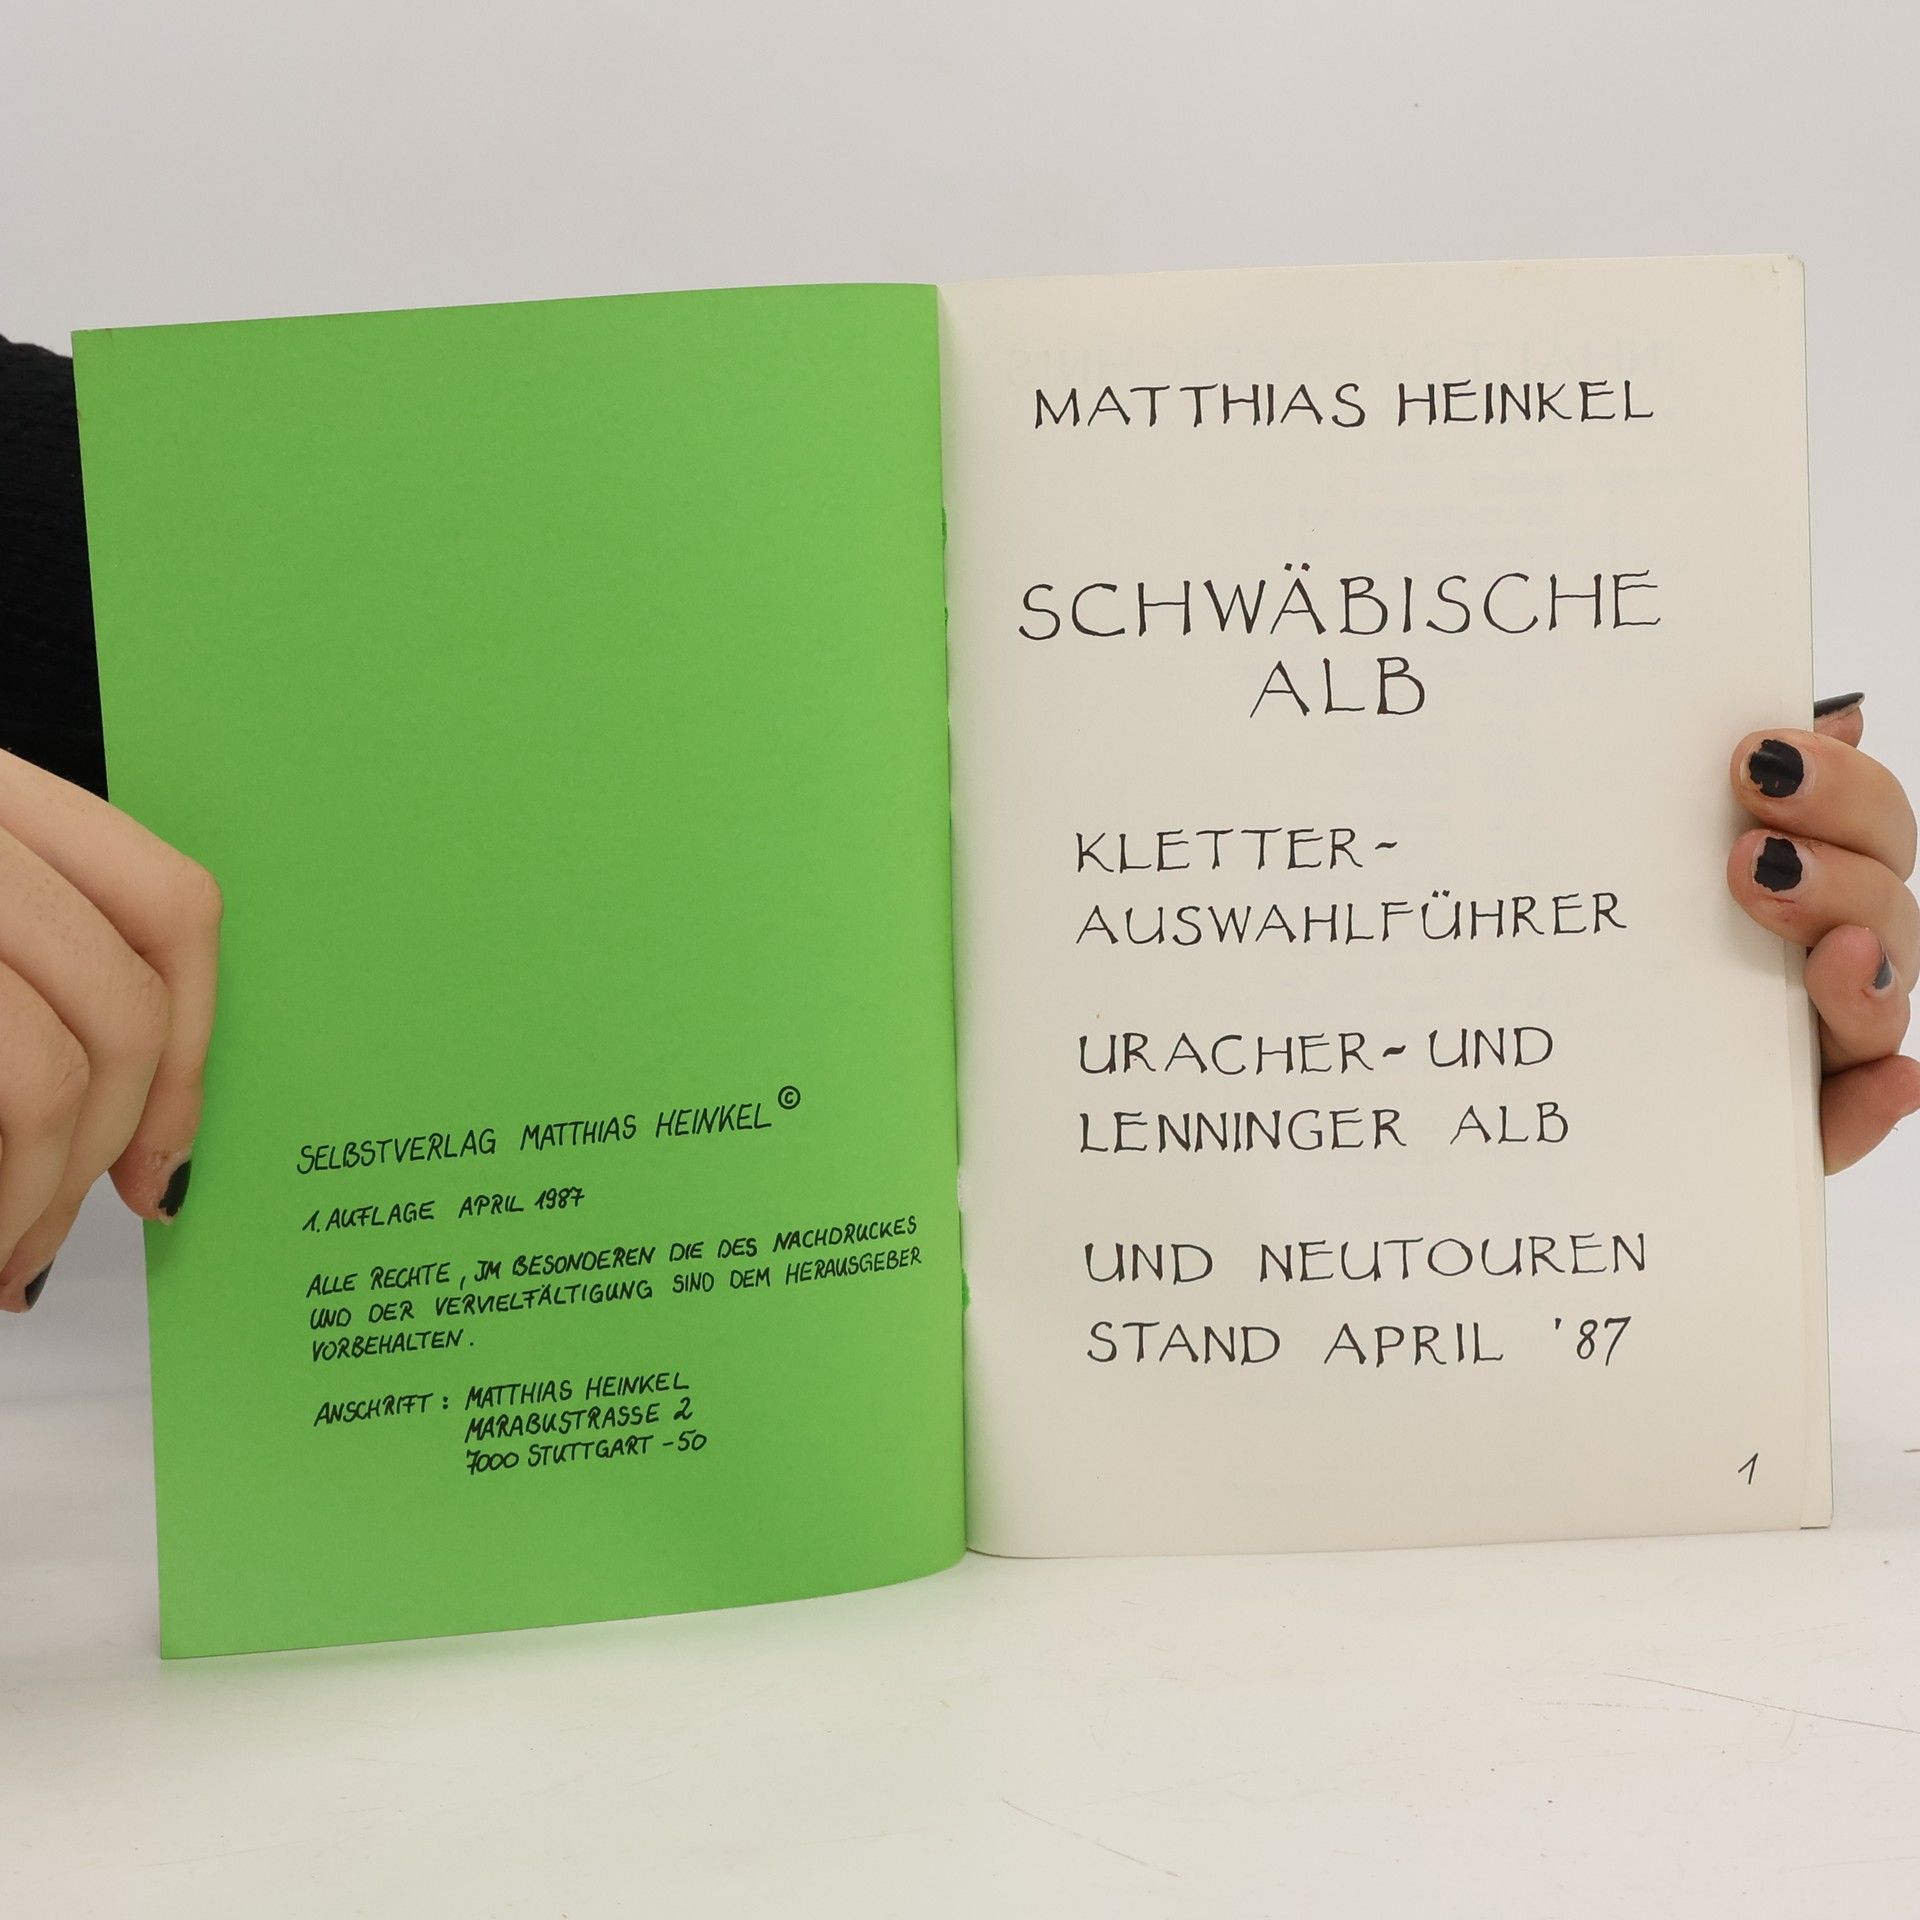 SELBSTVERLAG MATTHIAS HEINKEL ©
1. AUFLAGE APRIL 1987
ALLE RECHTE, IM BESONDEREN DIE DES NACHDRUCKES
UND DER VERVIELFÄLTIGUNG SIND DEM HERAUSGEBER
VORBEHALTEN.
ANSCHRIFT: MATTHIAS HEINKEL
MARABUSTRASSE 2
7000 STUTTGART-50
MATTHIAS HEINKEL
SCHWÄBISCHE
ALB
KLETTER-
AUSWAHLFÜHRER
URACHER- UND
LENNINGER ALB
UND NEUTOUREN
STAND APRIL '87
1